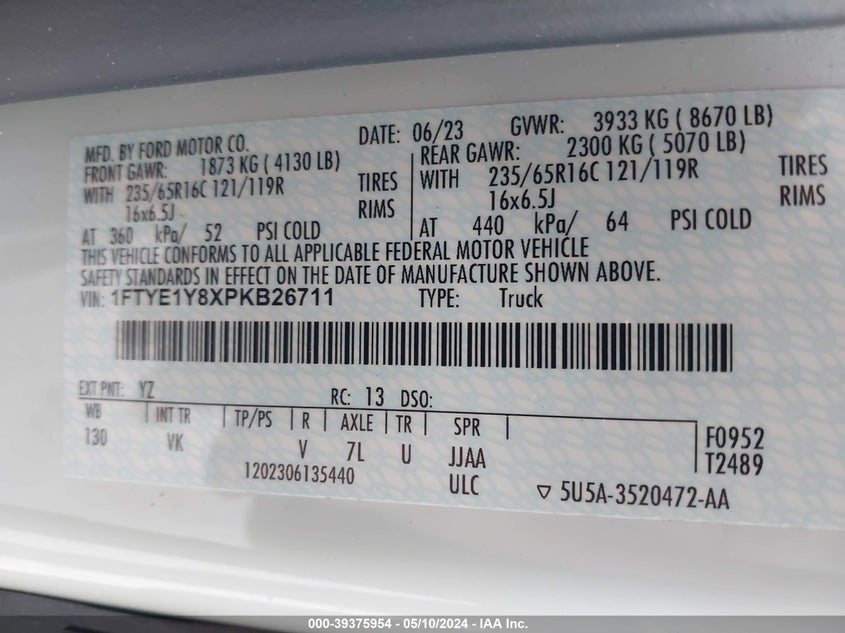 MFD. BY FORD MOTOR CO. DATE: 06/23 GVWR: 3933 KG ( 8670 LB)
FRONT GAWR: 1873 KG ( 4130 LB) REAR GAWR: 2300 KG ( 5070 LB)
WITH 235/65R16C 121/119R TIRES WITH 235/65R16C 121/119R TIRES
16x6.5J RIMS 16x6.5J RIMS
AT 360 kPa/ 52 PSI COLD AT 440 kPa/ 64 PSI COLD
THIS VEHICLE CONFORMS TO ALL APPLICABLE FEDERAL MOTOR VEHICLE
SAFETY STANDARDS IN EFFECT ON THE DATE OF MANUFACTURE SHOWN ABOVE.
VIN: 1FTYE1Y8XPKB26711 TYPE: Truck
EXT PNT: YZ RC: 13 DSO:
WB INT TR TP/PS R AXLE TR SPR F0952
130 VK V 7L U JJAA T2489
1202306135440 ULC ▽ 5U5A-3520472-AA
000-39375954 - 05/10/2024 - IAA Inc.